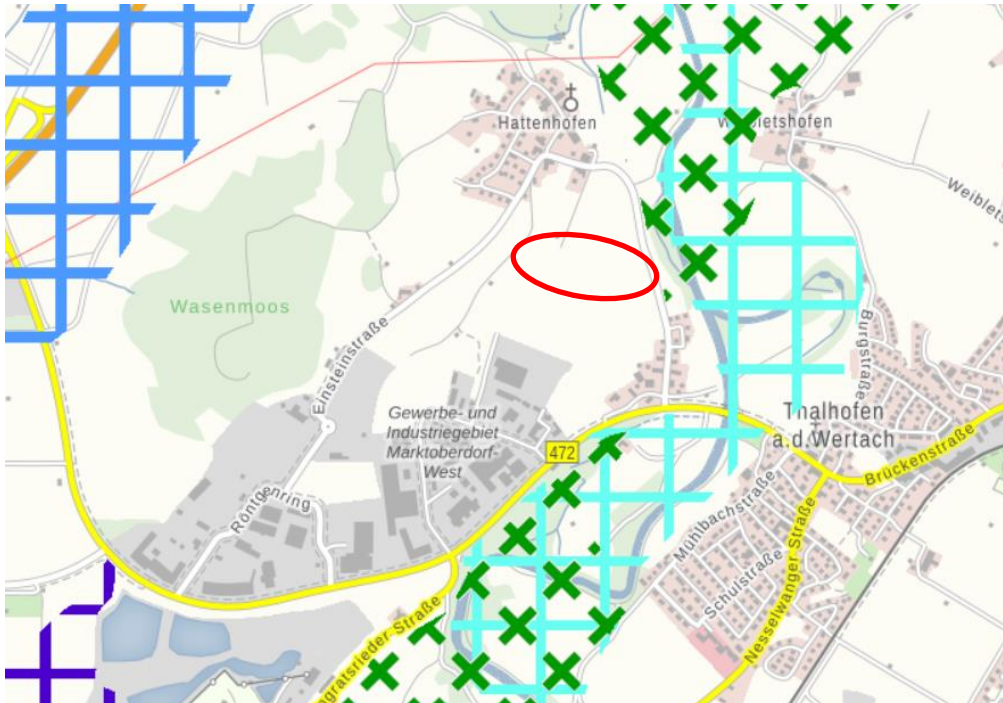 Hattenhofen
Weibletshofen
Wasenmoos
Einsteinstraße
Gewerbe- und
Industriegebiet
Marktoberdorf-
West
472
Röntgenring
Burgstraße
Thalhofen
a.d.Wertach
Brückenstraße
Mühlbachstraße
Schulstraße
Nesselwanger Straße
ngratsrieder Straße
Weiblets